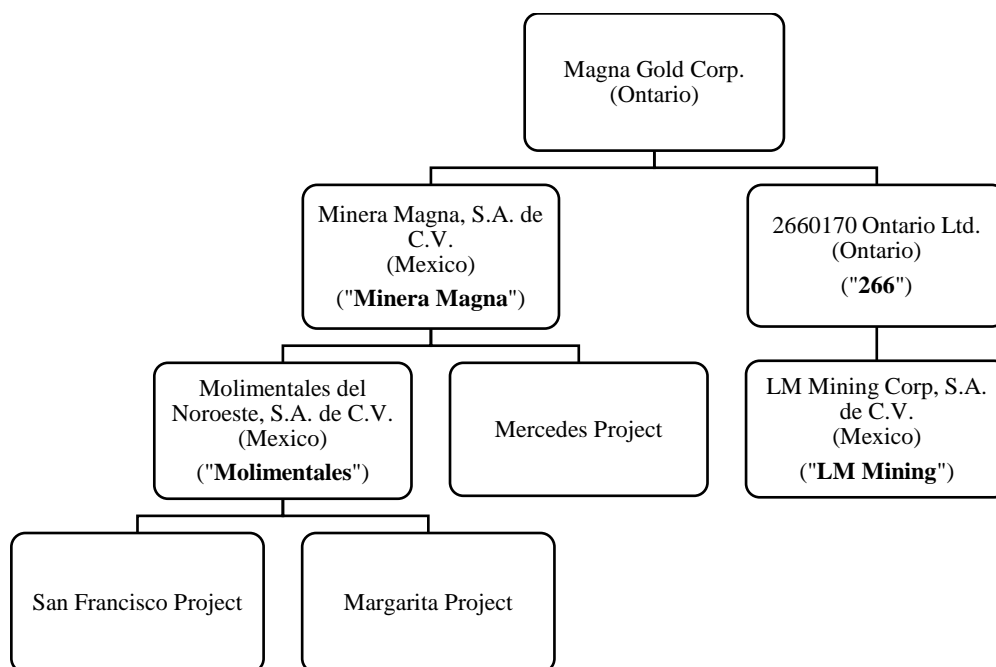 Magna Gold Corp.
(Ontario)
Minera Magna, S.A. de
C.V.
(Mexico)
("Minera Magna")
2660170 Ontario Ltd.
(Ontario)
("266")
Molimentales del
Noroeste, S.A. de C.V.
(Mexico)
("Molimentales")
Mercedes Project
LM Mining Corp, S.A.
de C.V.
(Mexico)
("LM Mining")
San Francisco Project
Margarita Project